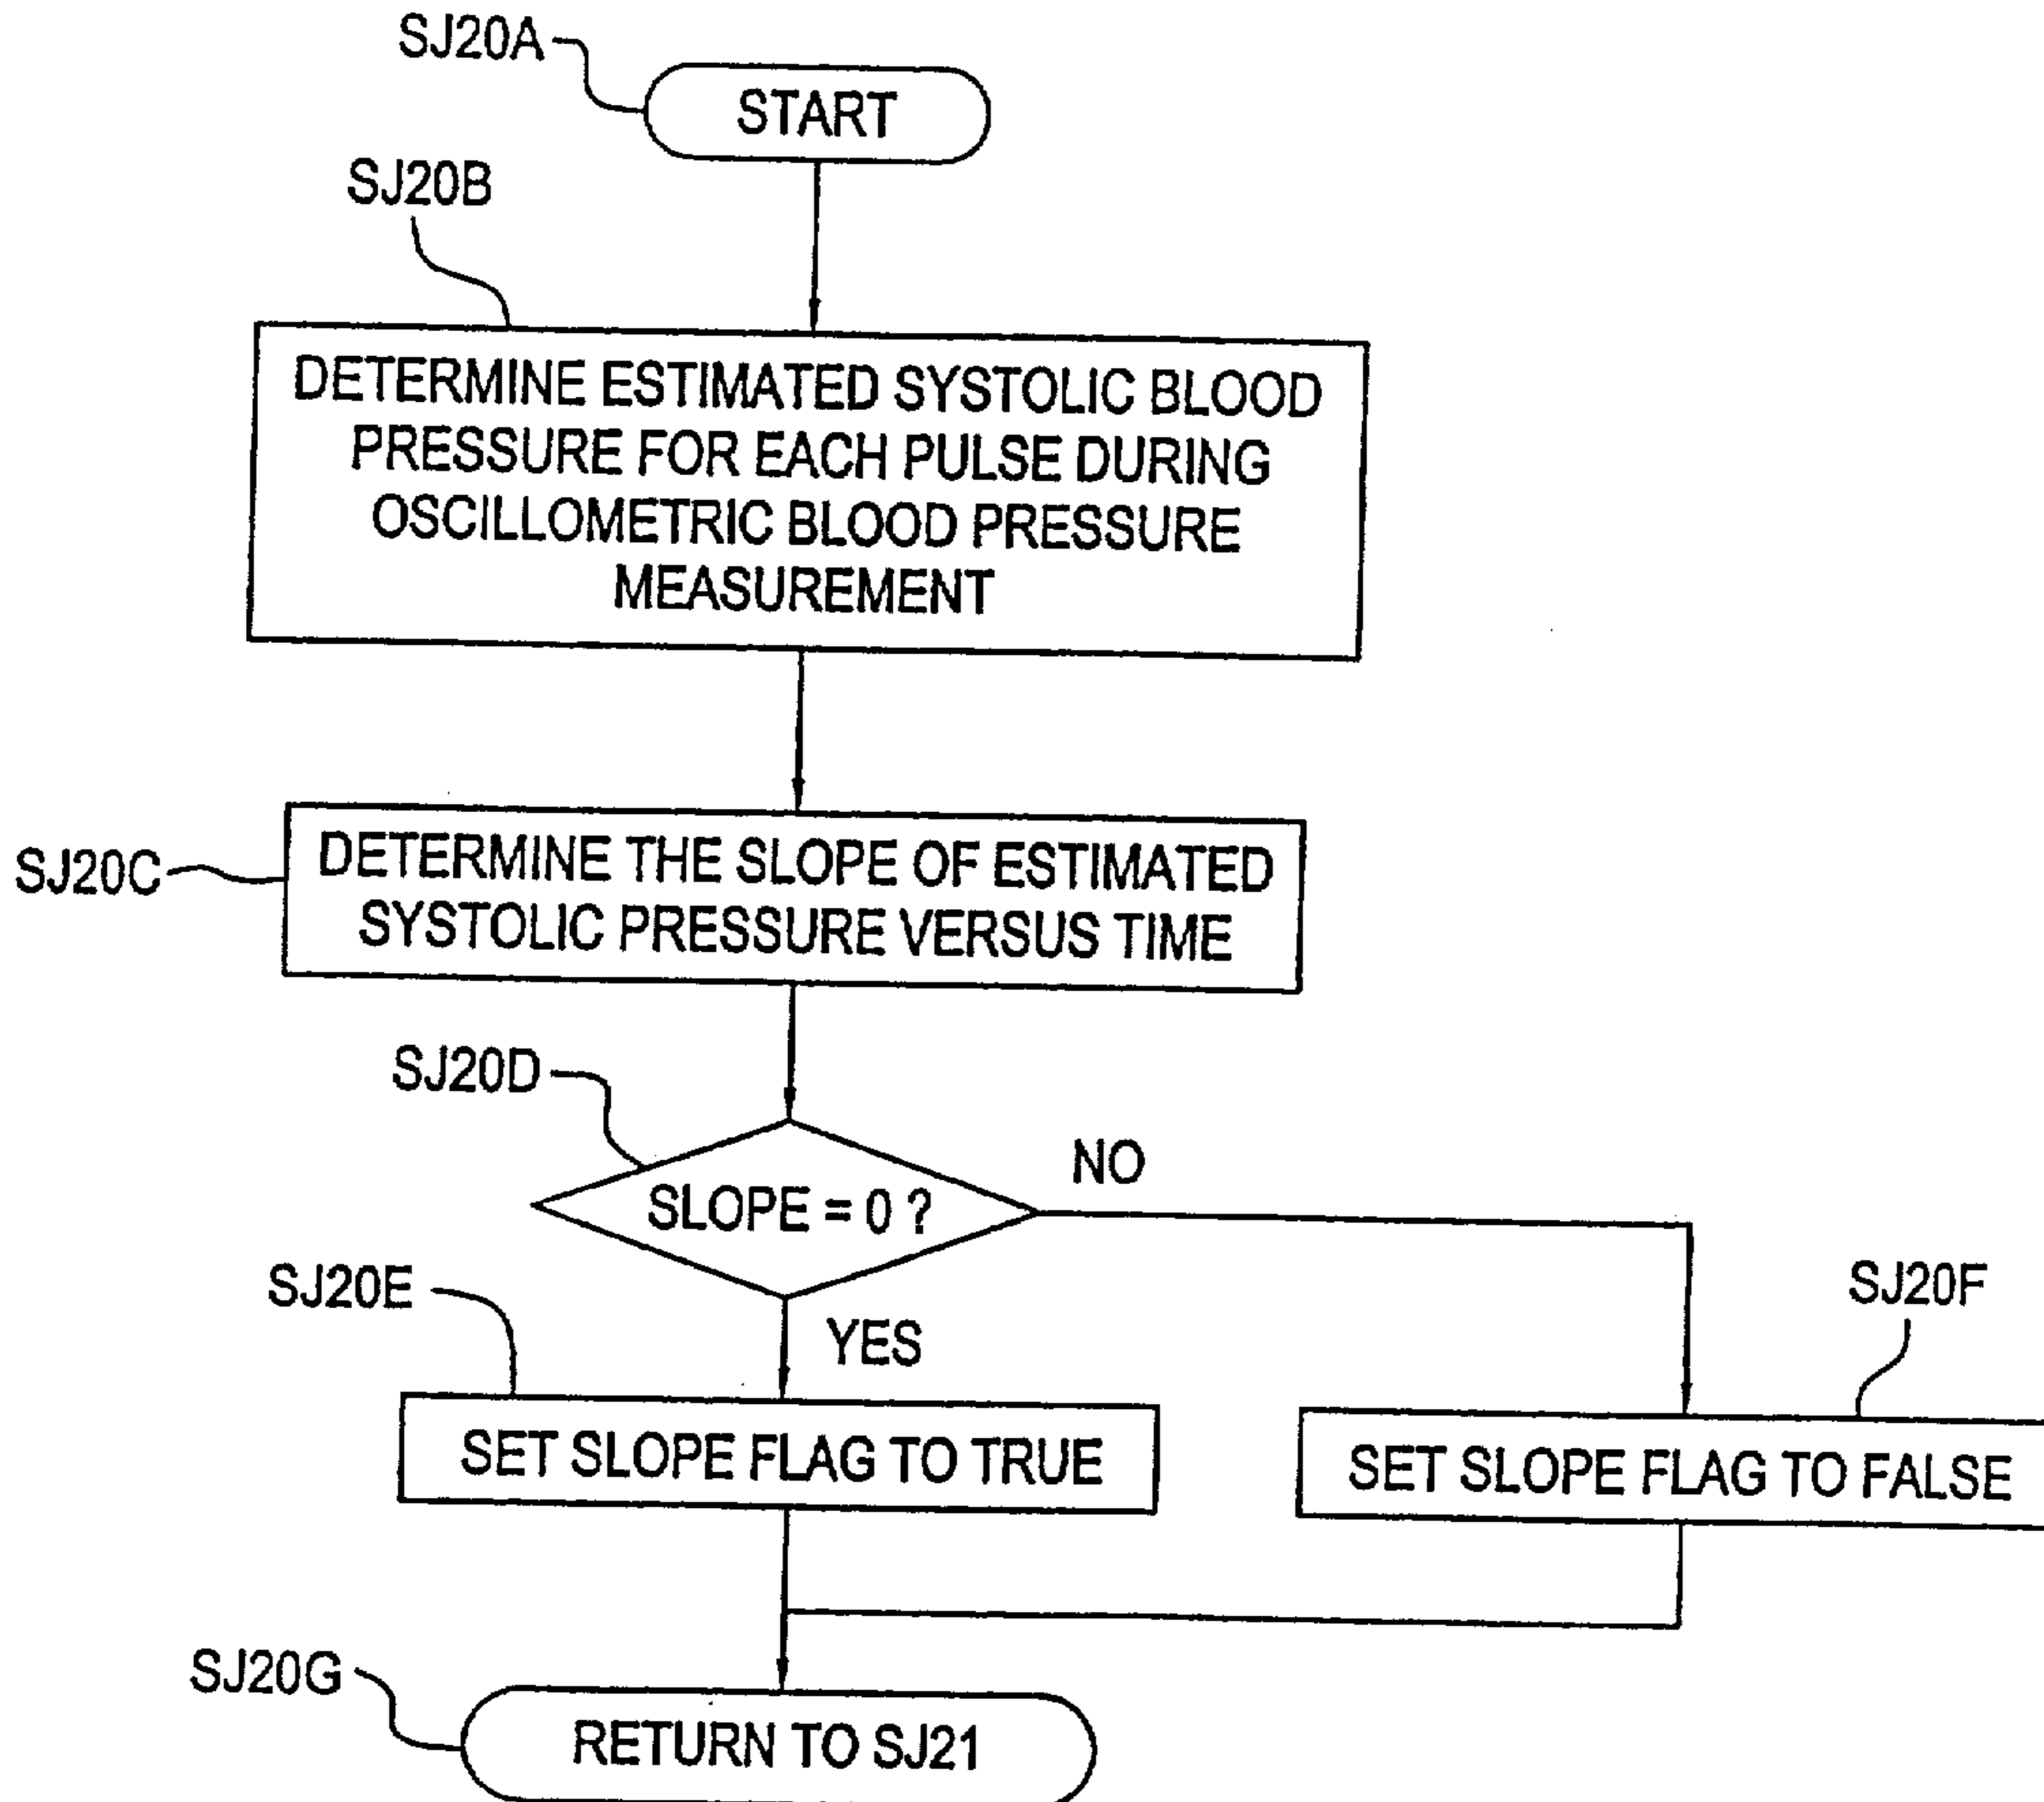 SJ20A
START
SJ20B
DETERMINE ESTIMATED SYSTOLIC BLOOD
PRESSURE FOR EACH PULSE DURING
OSCILLOMETRIC BLOOD PRESSURE
MEASUREMENT
SJ20C
DETERMINE THE SLOPE OF ESTIMATED
SYSTOLIC PRESSURE VERSUS TIME
SJ20D
SLOPE = 0 ?
NO
YES
SJ20E
SET SLOPE FLAG TO TRUE
SJ20F
SET SLOPE FLAG TO FALSE
SJ20G
RETURN TO SJ21